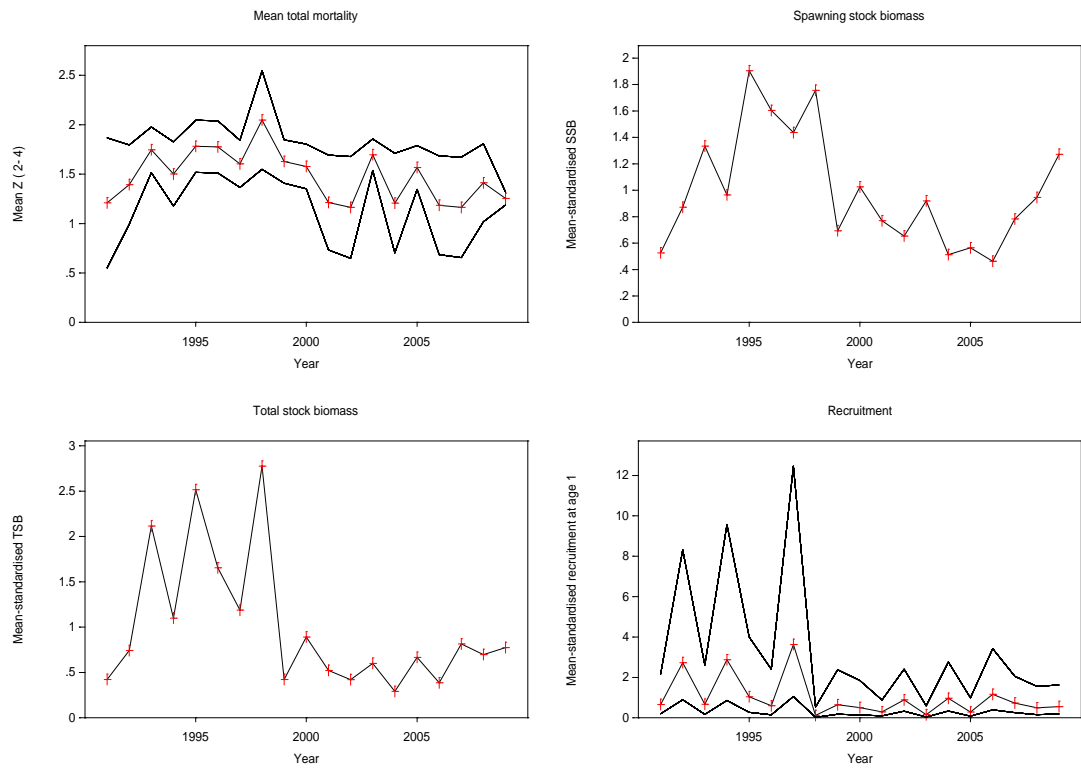 Mean total mortality
Mean Z ( 2- 4)
2.5
2
1.5
1
.5
0
1995 2000 2005
Year
Spawning stock biomass
Mean-standardised SSB
2
1.8
1.6
1.4
1.2
1
.8
.6
.4
.2
0
1995 2000 2005
Year
Total stock biomass
Mean-standardised TSB
3
2.5
2
1.5
1
.5
0
1995 2000 2005
Year
Recruitment
Mean-standardised recruitment at age 1
12
10
8
6
4
2
0
1995 2000 2005
Year